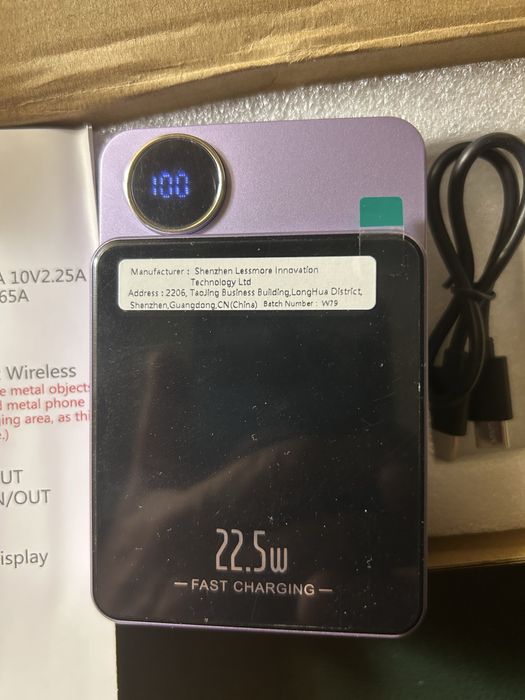 100
Manufacturer : Shenzhen Lessmore Innovation
Technology Ltd
Address : 2206, TaoJing Business Building,LongHua District,
Shenzhen,Guangdong,CN(China) Batch Number : W79
22.5W
FAST CHARGING
A 10V2.25A
65A
Wireless
e metal objects
d metal phone
ing area, as thi
e.)
UT
N/OUT
isplay